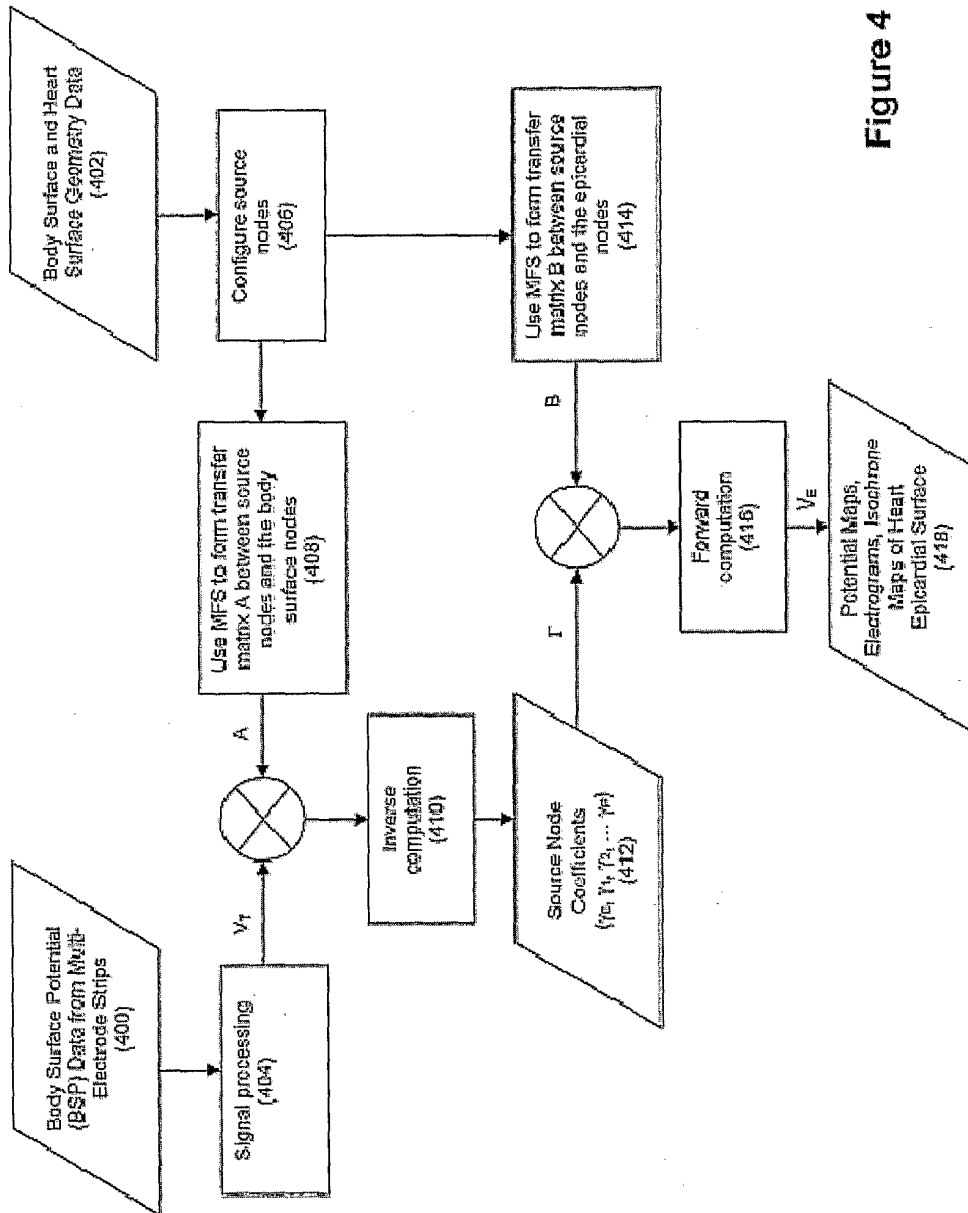 Body Surface Potential
(BSP) Data from Multi-
Electrode Strips
(400)
Body Surface and Heart
Surface Geometry Data
(402)
Signal processing
(404)
Configure source
nodes
(406)
V_T
A
Use MFS to form transfer
matrix A between source
nodes and the body
surface nodes
(408)
Inverse
computation
(410)
Source Node
Coefficients
(412)
Γ
B
Use MFS to form transfer
matrix B between source
nodes and the epicardial
nodes
(414)
Forward
computation
(416)
V_E
Potential Maps,
Electrograms, Isochrone
Maps of Heart
Epicardial Surface
(418)
Figure 4